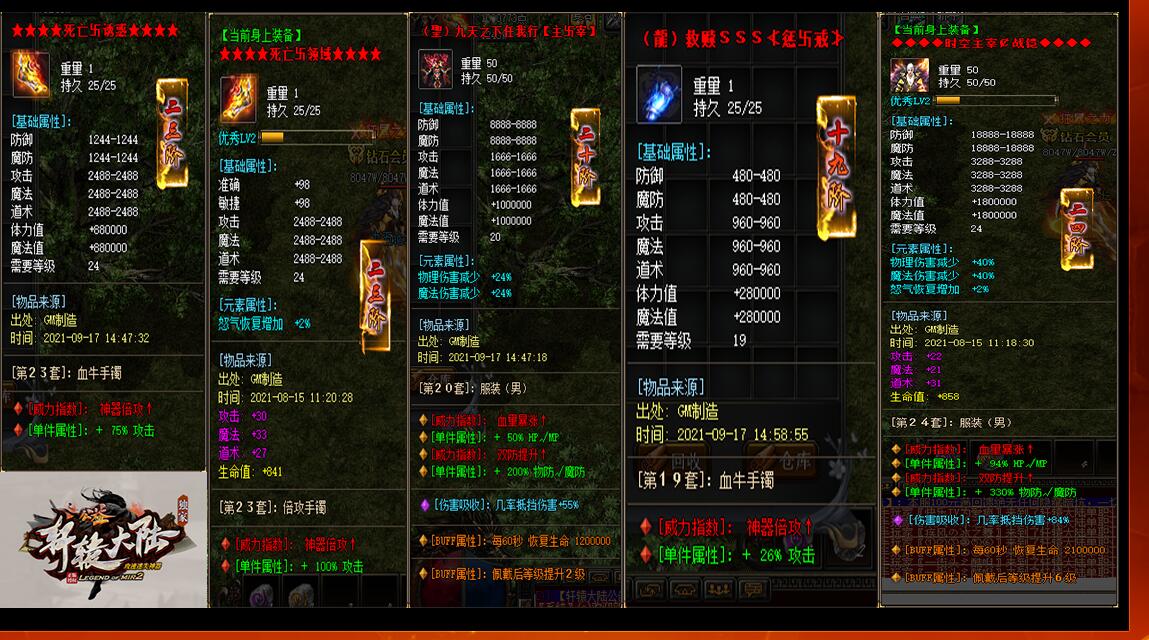 ★★★★死亡卐诱惑★★★★
重量 1
持久 25/25
二三阶
[基础属性]:
防御 1244-1244
魔防 1244-1244
攻击 2488-2488
魔法 2488-2488
道术 2488-2488
体力值 +880000
魔法值 +880000
需要等级 24
[物品来源]
出处: GM制造
时间: 2021-09-17 14:47:32
[第23套]: 血牛手镯
[威力指数]: 神器倍攻↑
[单件属性]: + 75% 攻击
轩辕大陆
独家
LEGEND OF MIR2
【当前身上装备】
★★★★死亡卐领域★★★★
重量 1
持久 25/25
优秀LV2
[基础属性]:
准确 +98
敏捷 +98
攻击 2488-2488
魔法 2488-2488
道术 2488-2488
需要等级 24
二三阶
[元素属性]:
怒气恢复增加 +2%
[物品来源]
出处: GM制造
时间: 2021-08-15 11:20:28
攻击: +30
魔法: +33
道术: +27
生命值: +841
[第23套]: 倍攻手镯
[威力指数]: 神器倍攻↑
[单件属性]: + 100% 攻击
钻石会员
(聖)九天之下任我行【主卐宰】
重量 50
持久 50/50
二十阶
[基础属性]:
防御 8888-8888
魔防 8888-8888
攻击 1666-1666
魔法 1666-1666
道术 1666-1666
体力值 +1000000
魔法值 +1000000
需要等级 20
[元素属性]:
物理伤害减少 +24%
魔法伤害减少 +24%
[物品来源]
出处: GM制造
时间: 2021-09-17 14:47:18
[第20套]: 服装（男）
[威力指数]: 血量暴涨↑
[单件属性]: + 50% HP／MP
[威力指数]: 双防提升↑
[单件属性]: + 200% 物防／魔防
[伤害吸收]: 几率抵挡伤害+55%
[BUFF属性]: 每60秒 恢复生命 1200000
[BUFF属性]: 佩戴后等级提升2级
(龍) 救赎SSS<惩卐戒>
重量 1
持久 25/25
十九阶
[基础属性]:
防御 480-480
魔防 480-480
攻击 960-960
魔法 960-960
道术 960-960
体力值 +280000
魔法值 +280000
需要等级 19
[物品来源]
出处: GM制造
时间: 2021-09-17 14:58:55
回收 仓库
[第19套]: 血牛手镯
[威力指数]: 神器倍攻↑
[单件属性]: + 26% 攻击
【当前身上装备】
重量 50
持久 50/50
优秀LV2
[基础属性]:
防御 18888-18888
魔防 18888-18888
攻击 3288-3288
魔法 3288-3288
道术 3288-3288
体力值 +1800000
魔法值 +1800000
需要等级 24
二四阶
[元素属性]:
物理伤害减少 +40%
魔法伤害减少 +40%
怒气恢复增加 +2%
[物品来源]
出处: GM制造
时间: 2021-08-15 11:18:30
攻击: +22
魔法: +21
道术: +31
生命值: +858
[第24套]: 服装（男）
[威力指数]: 血量暴涨↑
[单件属性]: + 94% HP／MP
[威力指数]: 双防提升↑
[单件属性]: + 330% 物防／魔防
[伤害吸收]: 几率抵挡伤害+84%
[BUFF属性]: 每60秒 恢复生命 2100000
[BUFF属性]: 佩戴后等级提升6级
钻石会员